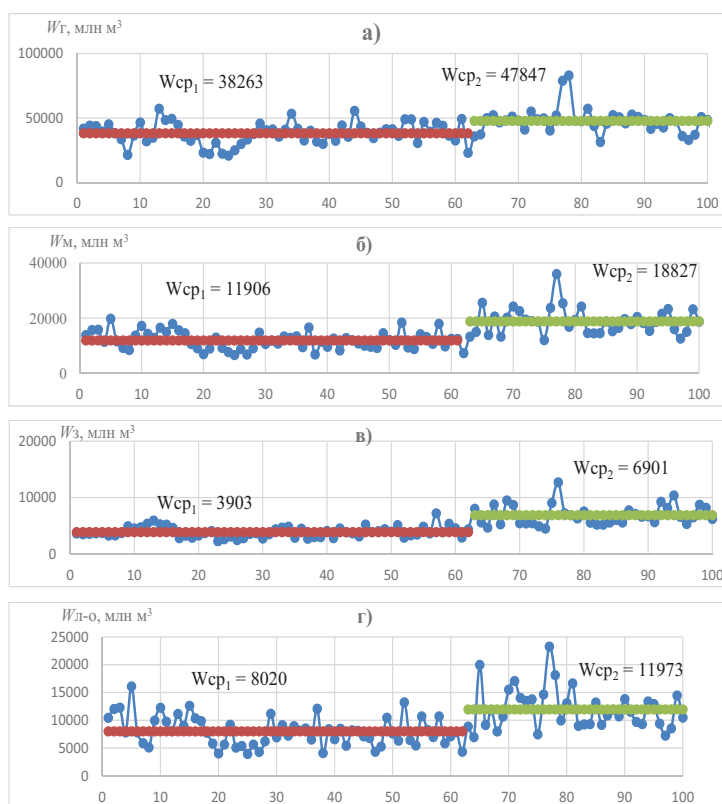 Wг, млн м³
а)
100000
50000
0
Wср₁ = 38263
Wср₂ = 47847
0 10 20 30 40 50 60 70 80 90 100
Wм, млн м³
б)
40000
20000
0
Wср₁ = 11906
Wср₂ = 18827
0 10 20 30 40 50 60 70 80 90 100
Wз, млн м³
в)
20000
10000
0
Wср₁ = 3903
Wср₂ = 6901
0 10 20 30 40 50 60 70 80 90 100
Wл-о, млн м³
г)
25000
20000
15000
10000
5000
0
Wср₁ = 8020
Wср₂ = 11973
0 10 20 30 40 50 60 70 80 90 100